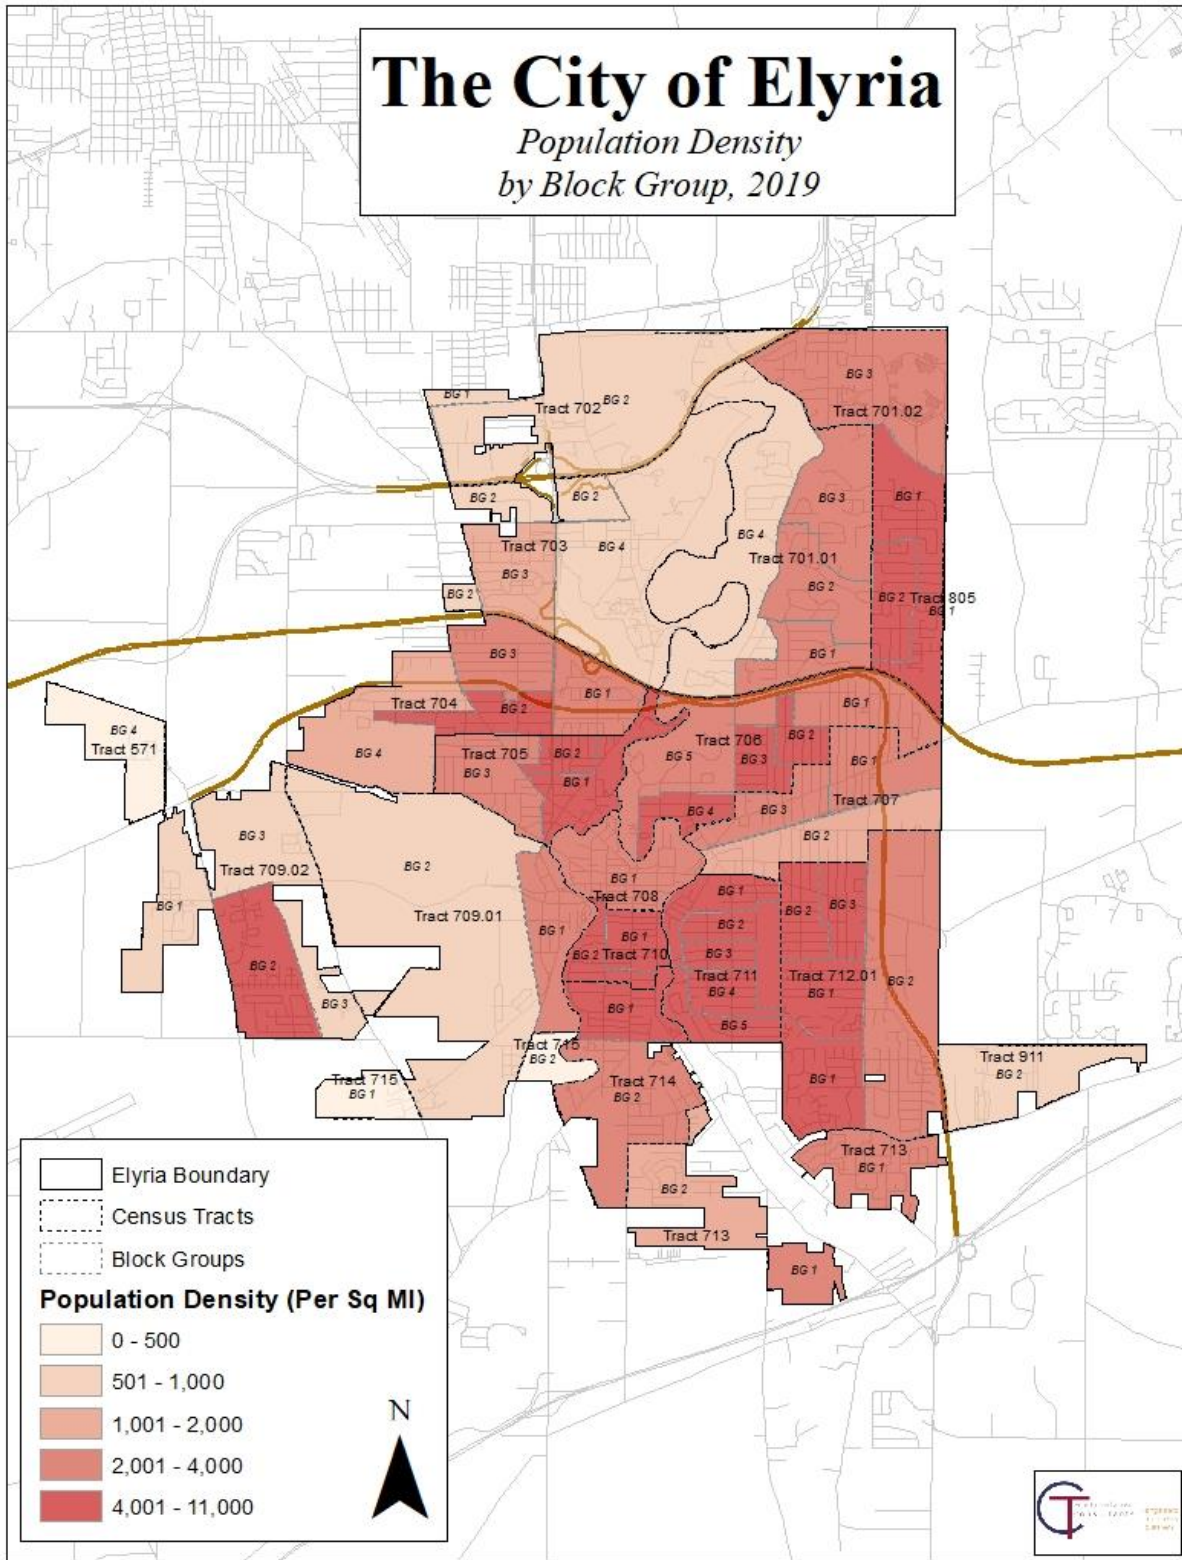 The City of Elyria
Population Density
by Block Group, 2019
BG 3
BG 1
Tract 702
BG 2
Tract 701.02
BG 2
BG 2
BG 3
BG 1
Tract 703
BG 4
BG 4
Tract 701.01
BG 3
BG 2
BG 2
BG 2
Tract 805
BG 1
BG 3
BG 1
BG 1
Tract 704
BG 2
BG 1
BG 4
Tract 571
BG 4
Tract 705
BG 2
BG 5
Tract 706
BG 2
BG 3
BG 1
BG 3
BG 1
BG 4
BG 3
Tract 707
BG 3
BG 2
BG 2
Tract 709.02
BG 1
Tract 708
BG 1
BG 1
Tract 709.01
BG 2
BG 3
BG 1
BG 1
BG 2
BG 2
BG 2
Tract 710
BG 3
Tract 711
BG 4
Tract 712.01
BG 1
BG 2
BG 3
BG 1
BG 5
Tract 715
BG 2
Tract 911
BG 2
Tract 715
BG 1
Tract 714
BG 2
BG 1
Tract 713
BG 1
BG 2
Tract 713
BG 1
Elyria Boundary
Census Tracts
Block Groups
Population Density (Per Sq MI)
0 - 500
501 - 1,000
1,001 - 2,000
2,001 - 4,000
4,001 - 11,000
N
CT